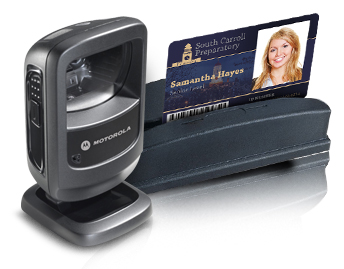 South Carroll
Preparatory
Samantha Hayes
MOTOROLA